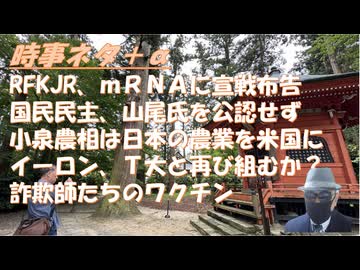 時事ネタ＋α
RFKJR、ｍＲＮＡに宣戦布告
国民民主、山尾氏を公認せず
小泉農相は日本の農業を米国に
イーロン、Ｔ大と再び組むか？
詐欺師たちのワクチン